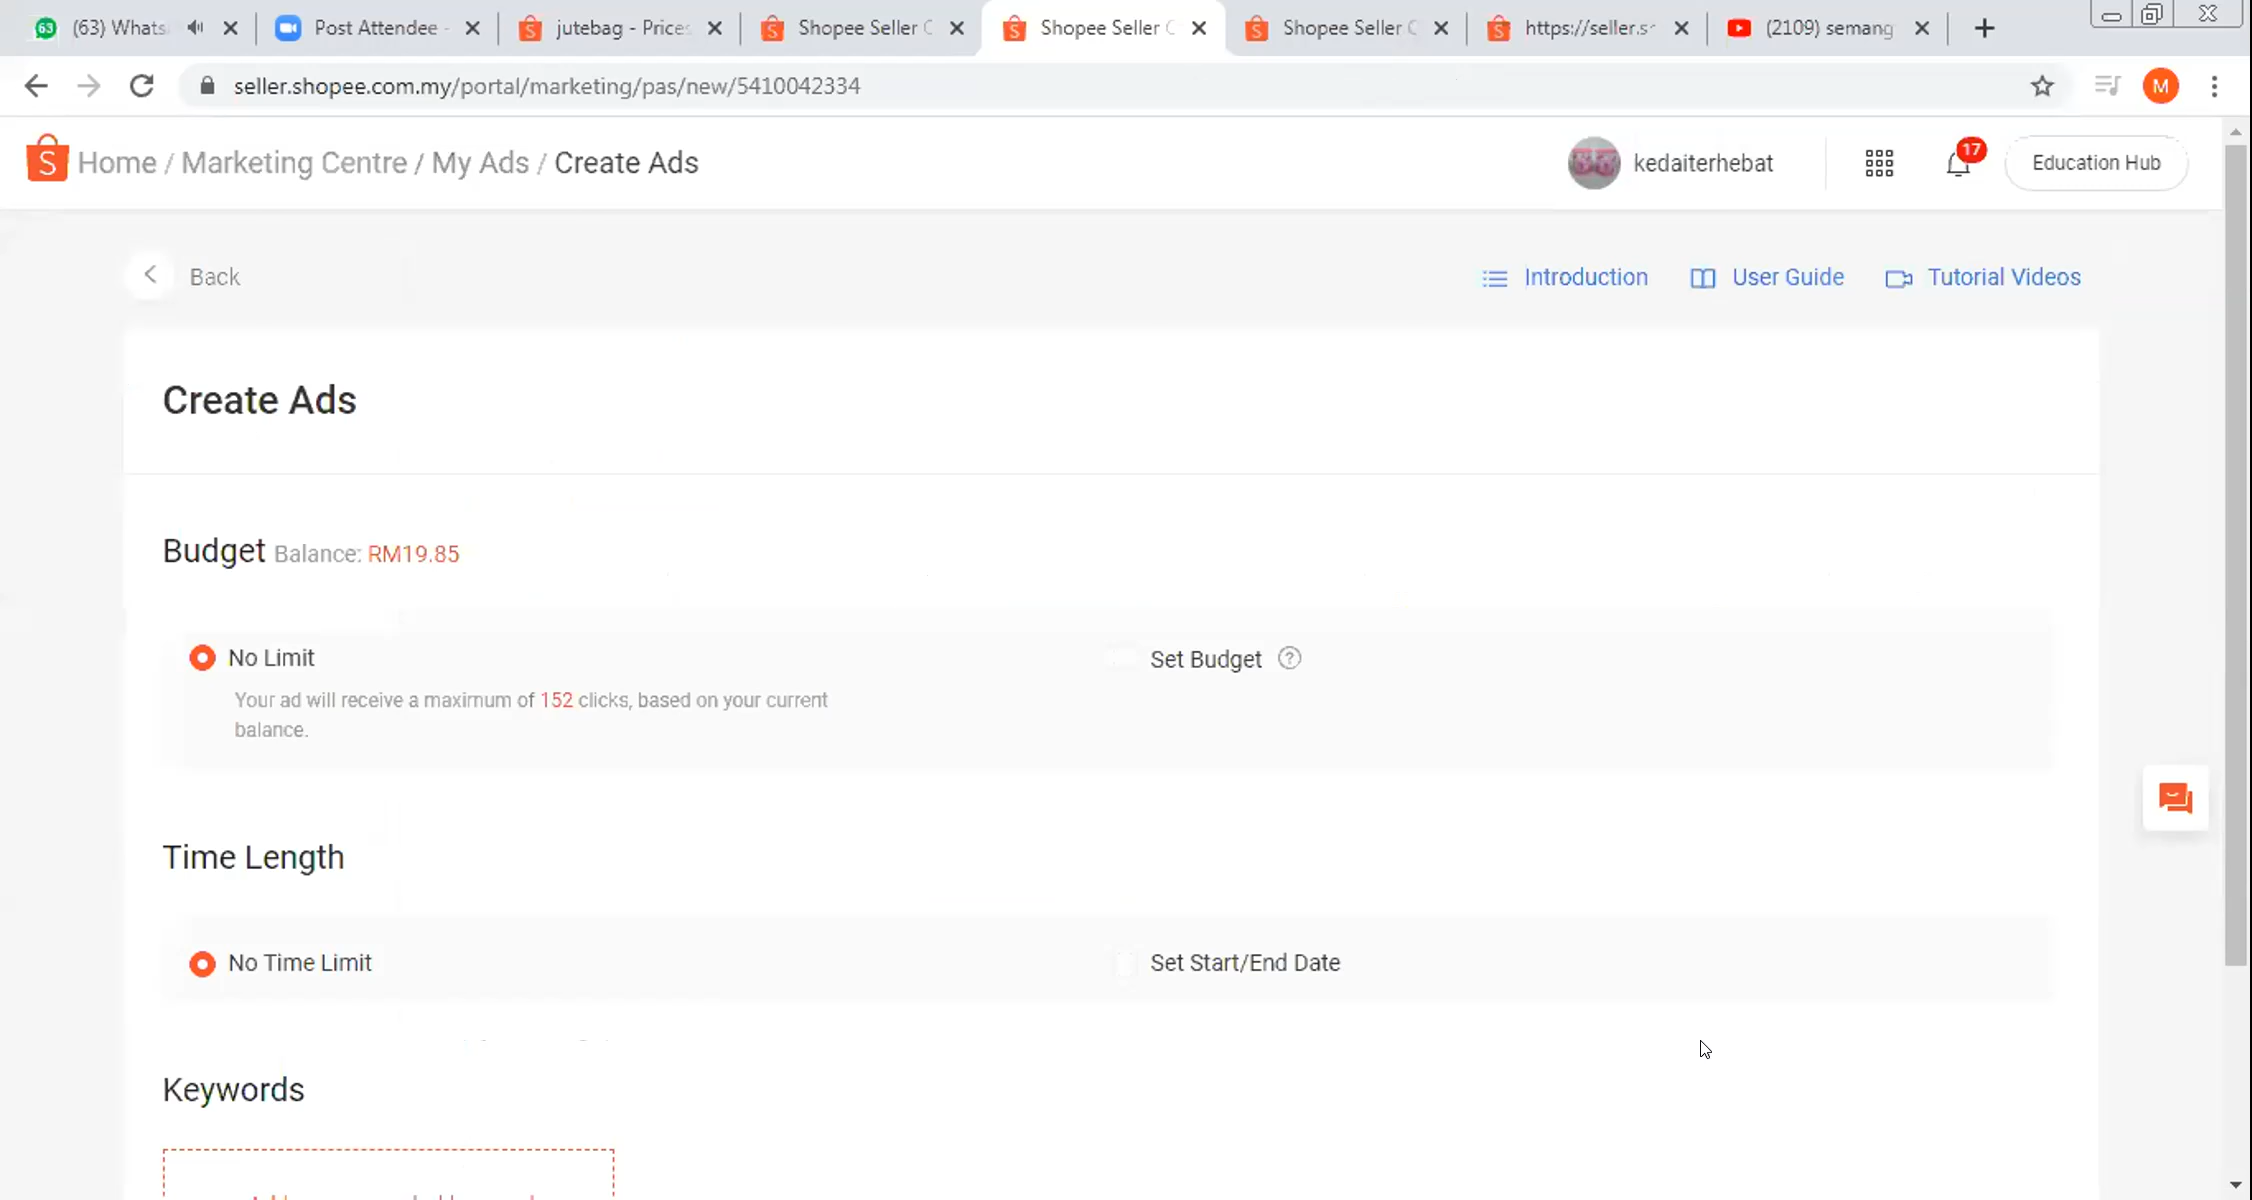 63 (63) Whats
Post Attendee -
jutebag - Prices
Shopee Seller C
Shopee Seller C
Shopee Seller C
https://seller.s
(2109) semang
seller.shopee.com.my/portal/marketing/pas/new/5410042334
M
Home / Marketing Centre / My Ads / Create Ads
kedaiterhebat
17
Education Hub
Back
Introduction
User Guide
Tutorial Videos
Create Ads
Budget Balance: RM19.85
No Limit
Set Budget ?
Your ad will receive a maximum of 152 clicks, based on your current
balance.
Time Length
No Time Limit
Set Start/End Date
Keywords